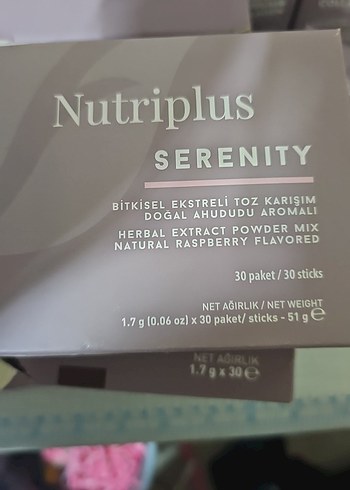 Nutriplus
SERENITY
BİTKİSEL EKSTRELİ TOZ KARIŞIM
DOĞAL AHUDUDU AROMALI
HERBAL EXTRACT POWDER MIX
NATURAL RASPBERRY FLAVORED
30 paket / 30 sticks
NET AĞIRLIK / NET WEIGHT
1.7 g (0.06 oz) x 30 paket/ sticks - 51 g ℮
NET AĞIRLIK
1.7 g x 30 ℮